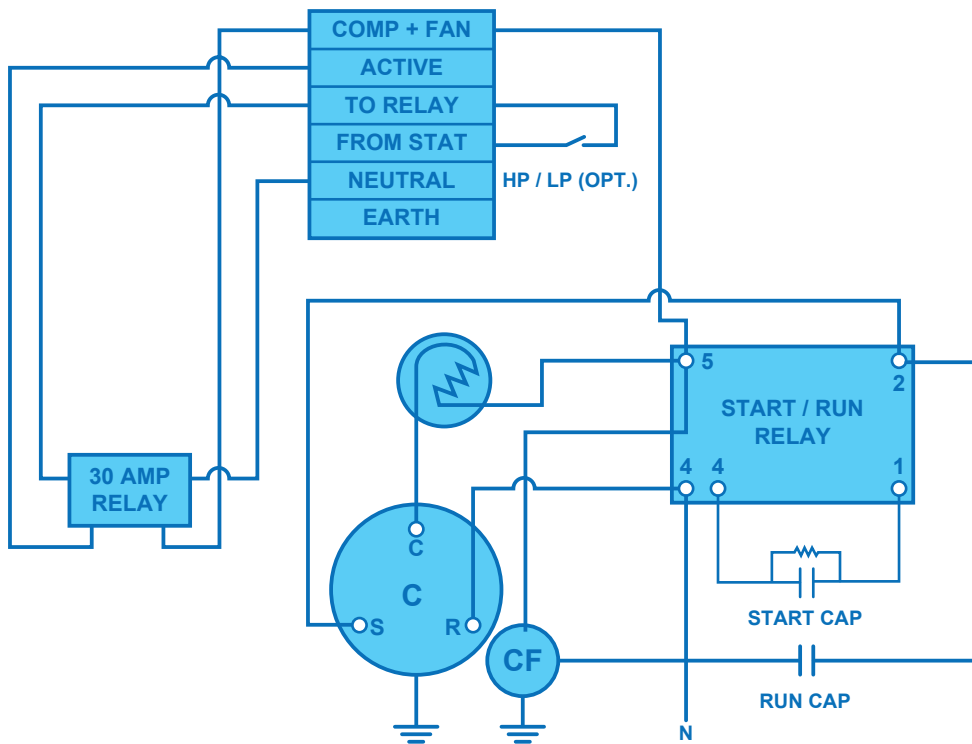 COMP + FAN
ACTIVE
TO RELAY
FROM STAT
NEUTRAL
EARTH
HP / LP (OPT.)
5
2
START / RUN
RELAY
4
4
1
30 AMP
RELAY
C
C
S
R
START CAP
CF
RUN CAP
N